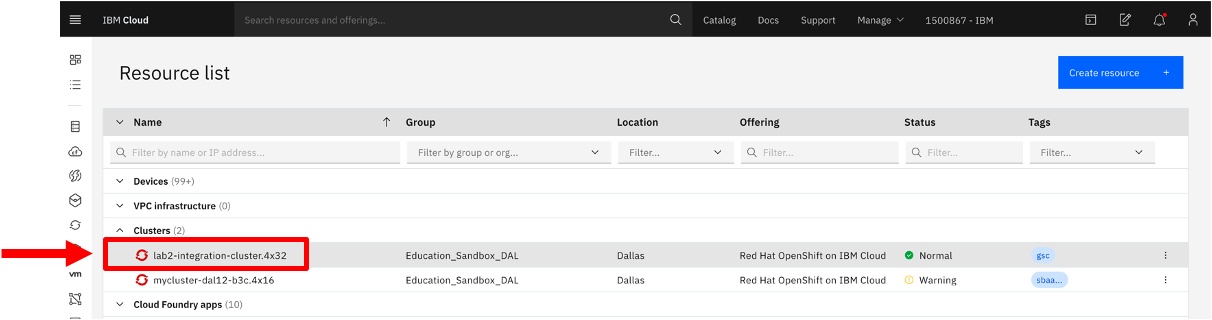 IBM Cloud Search resources and offerings... Catalog Docs Support Manage 1500867 - IBM
Resource list Create resource +
Name Group Location Offering Status Tags
Filter by name or IP address... Filter by group or org... Filter... Filter... Filter... Filter...
Devices (99+)
VPC infrastructure (0)
Clusters (2)
lab2-integration-cluster.4x32 Education_Sandbox_DAL Dallas Red Hat OpenShift on IBM Cloud Normal gsc
vm
mycluster-dal12-b3c.4x16 Education_Sandbox_DAL Dallas Red Hat OpenShift on IBM Cloud Warning sbaa...
Cloud Foundry apps (10)